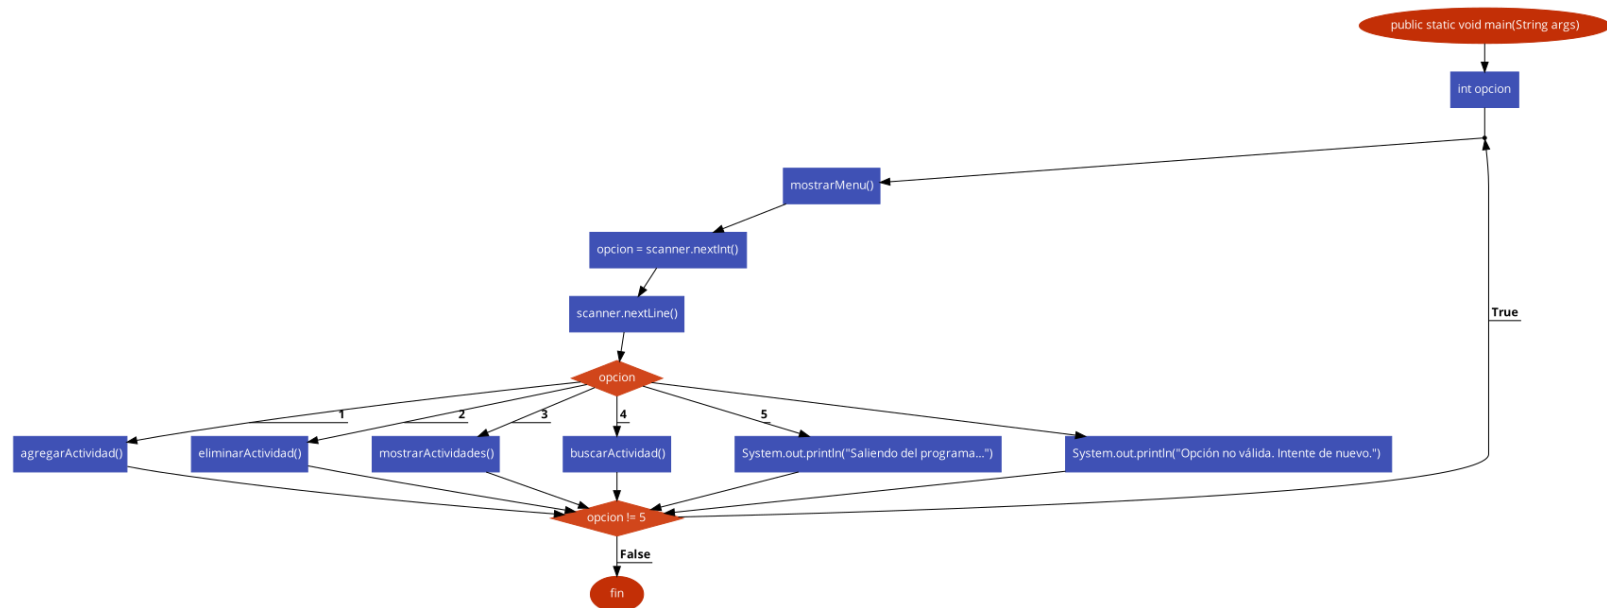 public static void main(String args)
int opcion
mostrarMenu()
opcion = scanner.nextInt()
scanner.nextLine()
True
opcion
1
2
3
4
5
agregarActividad()
eliminarActividad()
mostrarActividades()
buscarActividad()
System.out.println("Saliendo del programa...")
System.out.println("Opción no válida. Intente de nuevo.")
opcion != 5
False
fin